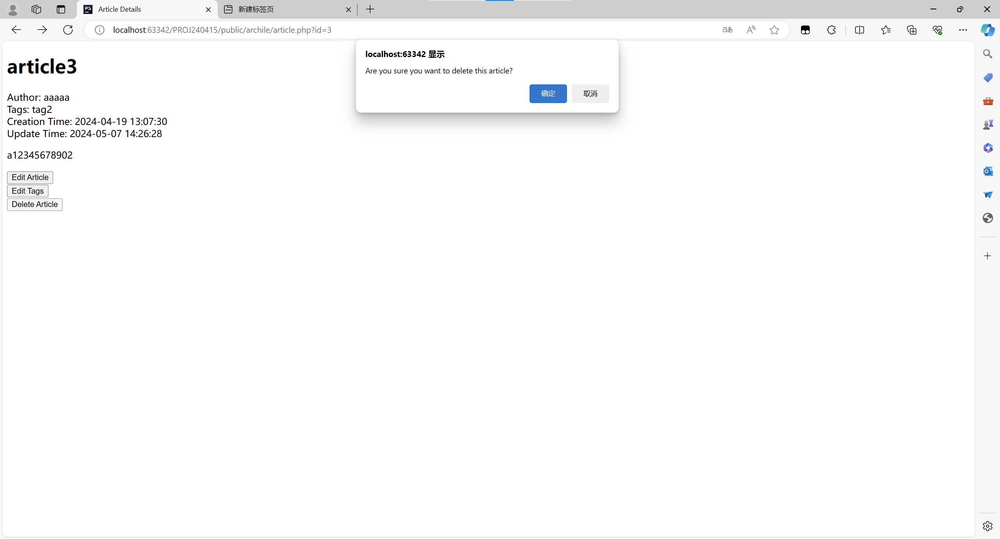 Article Details
新建标签页
localhost:63342/PROJ240415/public/archile/article.php?id=3
localhost:63342 显示
Are you sure you want to delete this article?
确定
取消
article3
Author: aaaaa
Tags: tag2
Creation Time: 2024-04-19 13:07:30
Update Time: 2024-05-07 14:26:28
a12345678902
Edit Article
Edit Tags
Delete Article